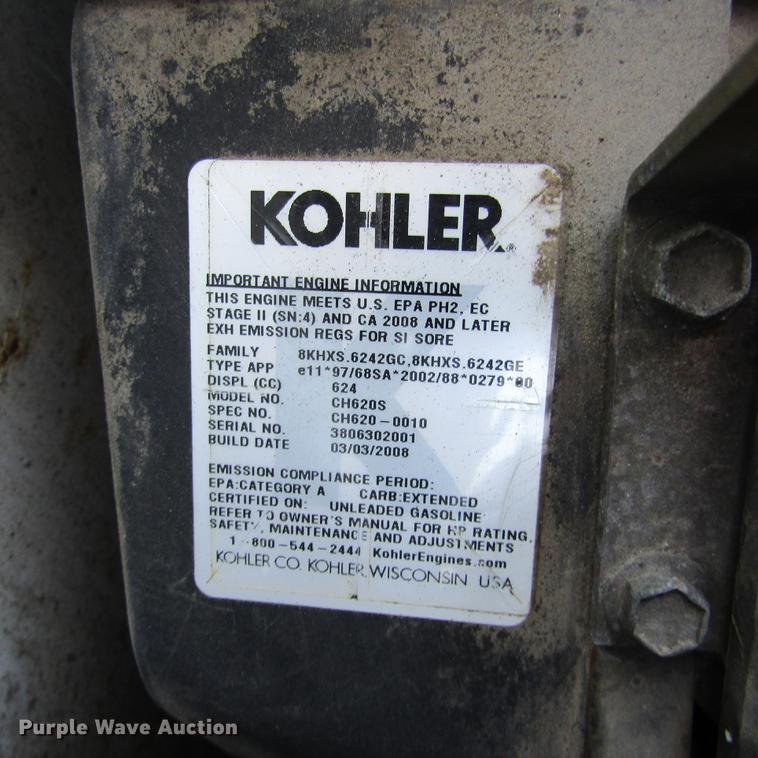 KOHLER®
IMPORTANT ENGINE INFORMATION
THIS ENGINE MEETS U.S. EPA PH2, EC
STAGE II (SN:4) AND CA 2008 AND LATER
EXH EMISSION REGS FOR SI SORE
FAMILY 8KHXS.6242GC,8KHXS.6242GE
TYPE APP e11*97/68SA*2002/88*0279*00
DISPL (CC) 624
MODEL NO. CH620S
SPEC NO. CH620-0010
SERIAL NO. 3806302001
BUILD DATE 03/03/2008
EMISSION COMPLIANCE PERIOD:
EPA:CATEGORY A CARB:EXTENDED
CERTIFIED ON: UNLEADED GASOLINE
REFER TO OWNER'S MANUAL FOR HP RATING,
SAFETY, MAINTENANCE AND ADJUSTMENTS
1-800-544-2444 KohlerEngines.com
KOHLER CO. KOHLER, WISCONSIN USA
Purple Wave Auction